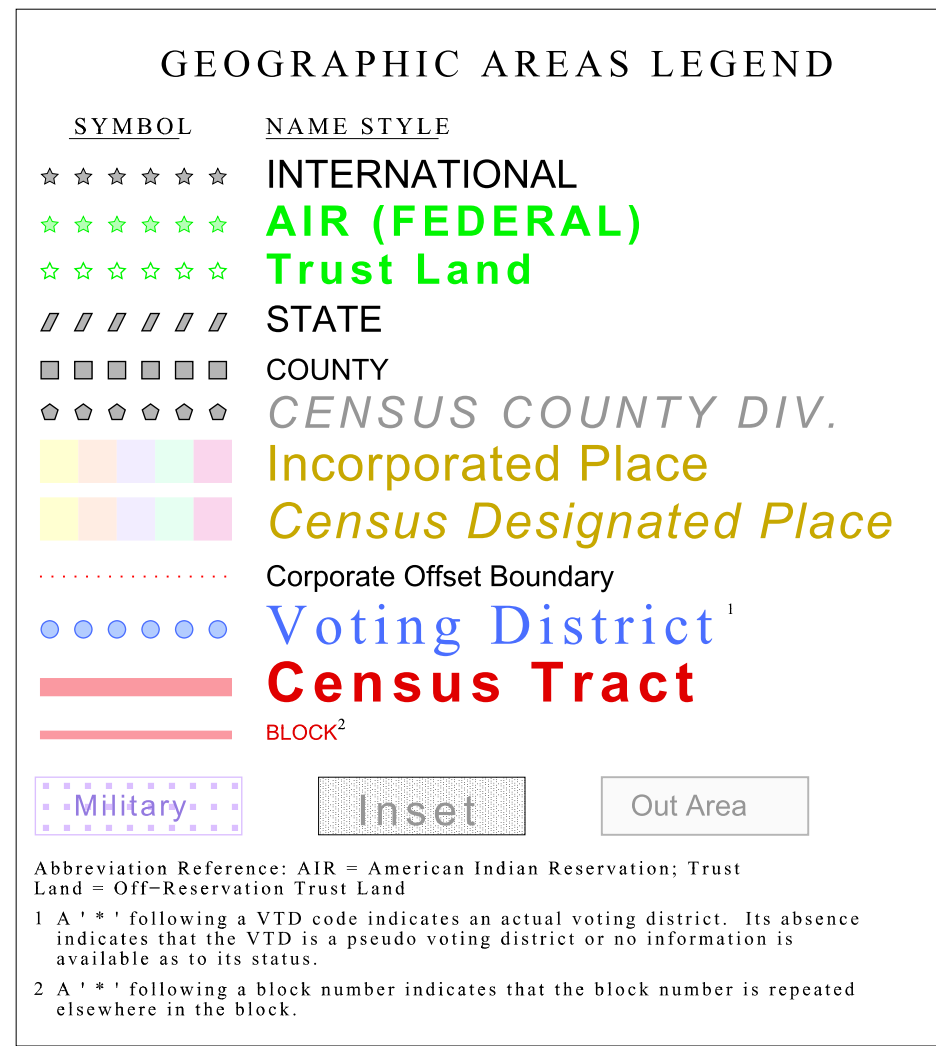 GEOGRAPHIC AREAS LEGEND
SYMBOL NAME STYLE
INTERNATIONAL
AIR (FEDERAL)
Trust Land
STATE
COUNTY
CENSUS COUNTY DIV.
Incorporated Place
Census Designated Place
Corporate Offset Boundary
Voting District 1
Census Tract
BLOCK2
Military Inset Out Area
Abbreviation Reference: AIR = American Indian Reservation; Trust
Land = Off−Reservation Trust Land
1 A ' * ' following a VTD code indicates an actual voting district. Its absence
indicates that the VTD is a pseudo voting district or no information is
available as to its status.
2 A ' * ' following a block number indicates that the block number is repeated
elsewhere in the block.